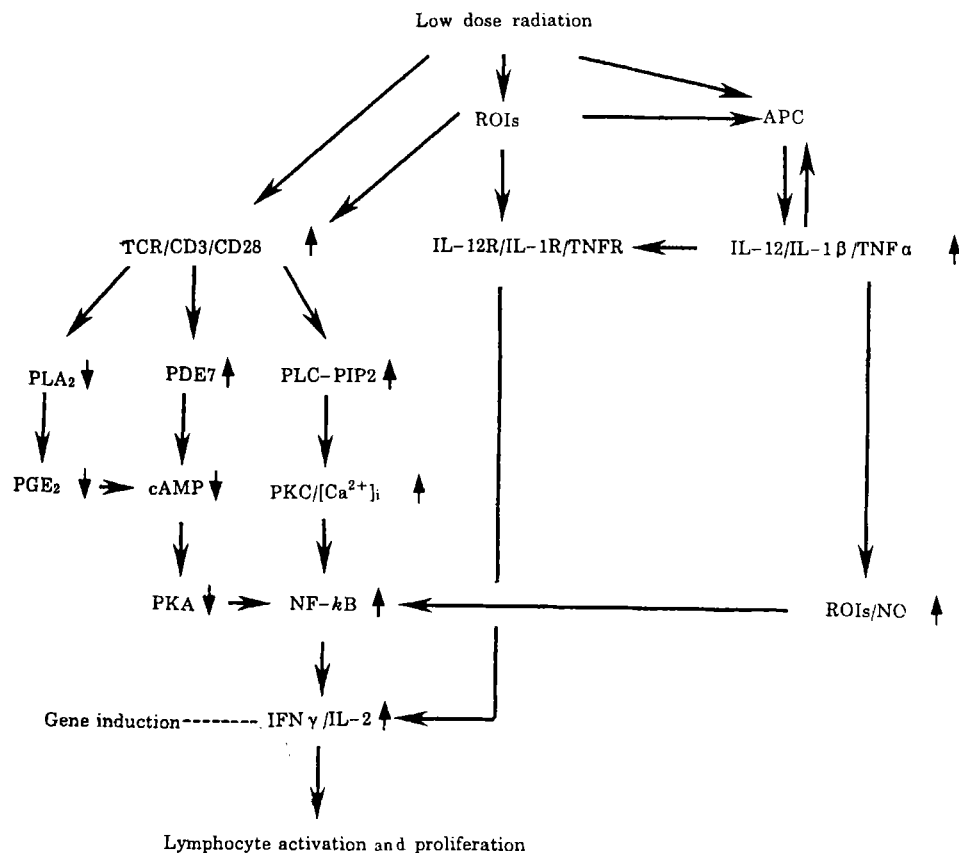 Low dose radiation
ROIs
APC
TCR/CD3/CD28
IL-12R/IL-1R/TNFR
IL-12/IL-1β/TNFα
PLA₂
PDE7
PLC-PIP2
PGE₂
cAMP
PKC/[Ca²⁺]i
PKA
NF-kB
ROIs/NO
Gene induction
IFNγ/IL-2
Lymphocyte activation and proliferation